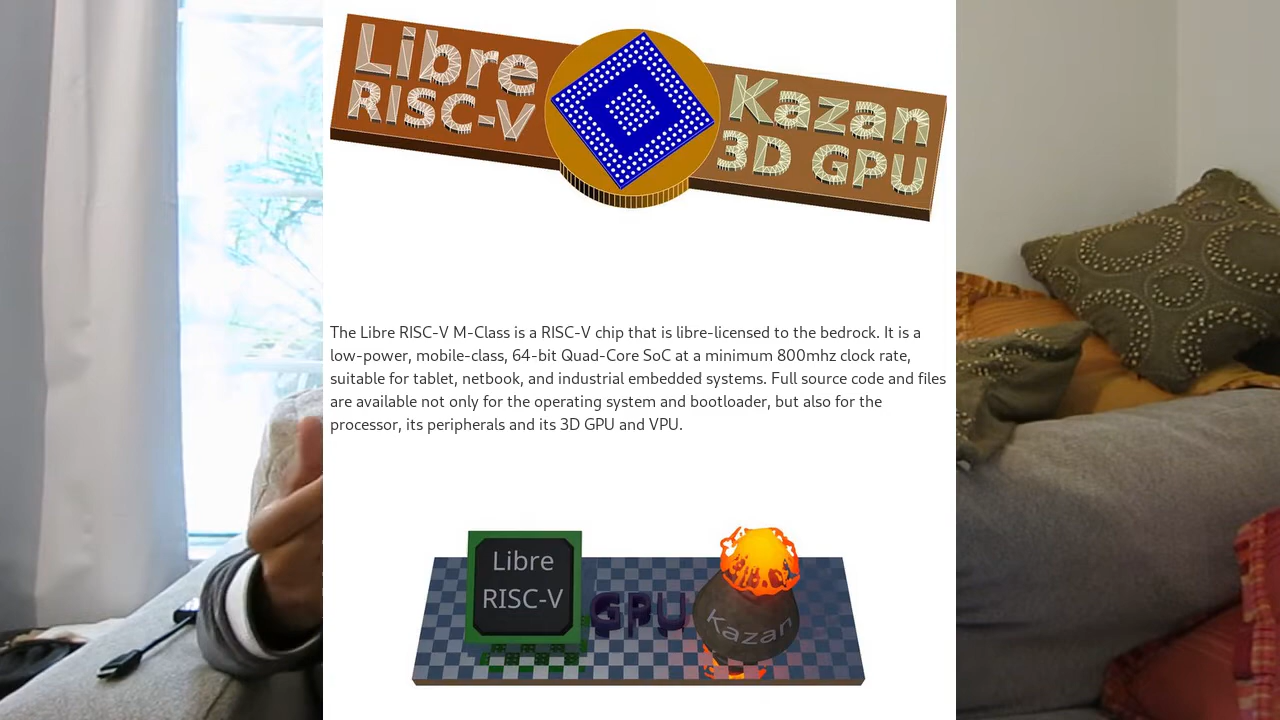 Libre
RISC-V
Kazan
3D GPU
The Libre RISC-V M-Class is a RISC-V chip that is libre-licensed to the bedrock. It is a
low-power, mobile-class, 64-bit Quad-Core SoC at a minimum 800mhz clock rate,
suitable for tablet, netbook, and industrial embedded systems. Full source code and files
are available not only for the operating system and bootloader, but also for the
processor, its peripherals and its 3D GPU and VPU.
Libre
RISC-V
GPU
Kazan